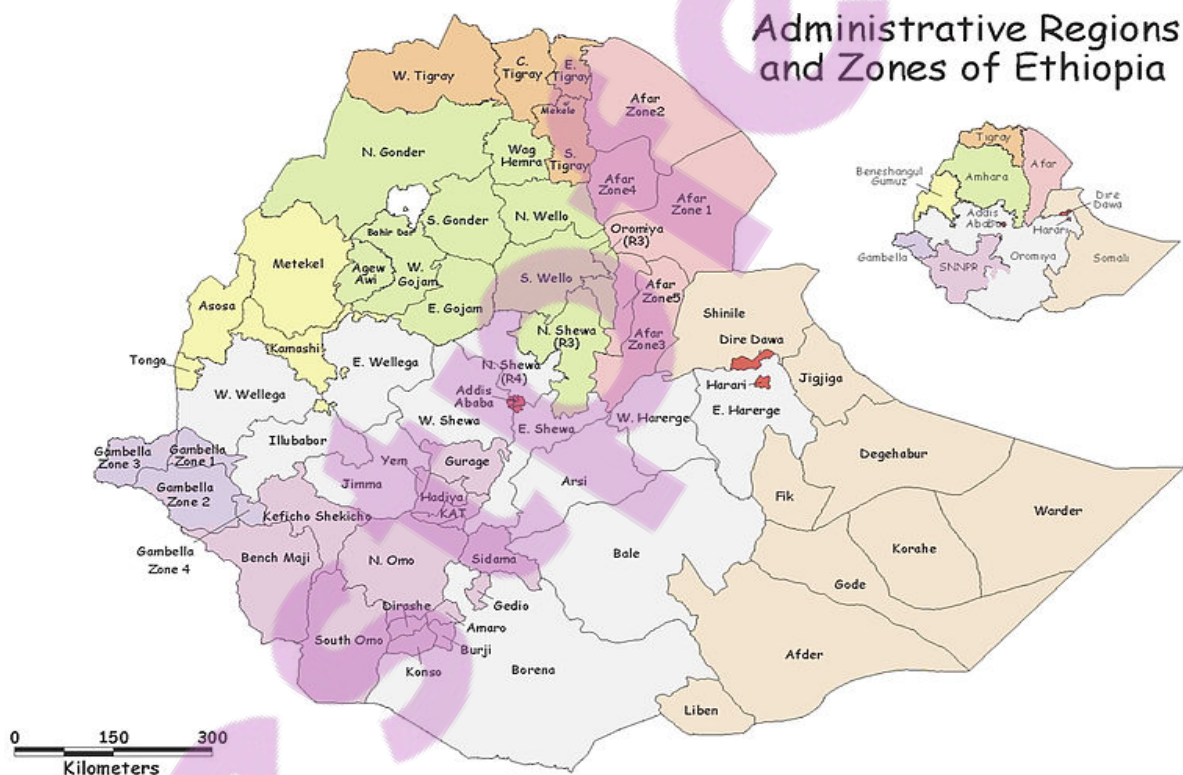 Administrative Regions
and Zones of Ethiopia
W. Tigray
C.
Tigray
E.
Tigray
Mekele
S.
Tigray
Afar
Zone2
N. Gonder
Wag
Hemra
Afar
Zone4
Afar
Zone 1
Bahir Dar
S. Gonder
N. Wello
Oromiya
(R3)
Metekel
Agew
Awi
W.
Gojam
S. Wello
Afar
Zone5
E. Gojam
Asosa
Shinile
N. Shewa
(R3)
Afar
Zone3
Dire Dawa
Tongo
Kamashi
E. Wellega
N. Shewa
(R4)
Harari
Jigjiga
W. Wellega
Addis
Ababa
W. Shewa
E. Shewa
W. Harerge
E. Harerge
Illubabor
Gambella
Zone 3
Gambella
Zone 1
Yem
Gurage
Degehabur
Gambella
Zone 2
Jimma
Arsi
Hadiya
KAT
Fik
Keficho Shekicho
Warder
Gambella
Zone 4
Bench Maji
N. Omo
Sidama
Bale
Korahe
Gode
Dirashe
Gedio
Amaro
South Omo
Burji
Konso
Borena
Afder
Liben
0 150 300
Kilometers
Tigray
Afar
Beneshangul
Gumuz
Amhara
Dire
Dawa
Addis
Ababa
Harari
Gambella
SNNPR
Oromiya
Somali